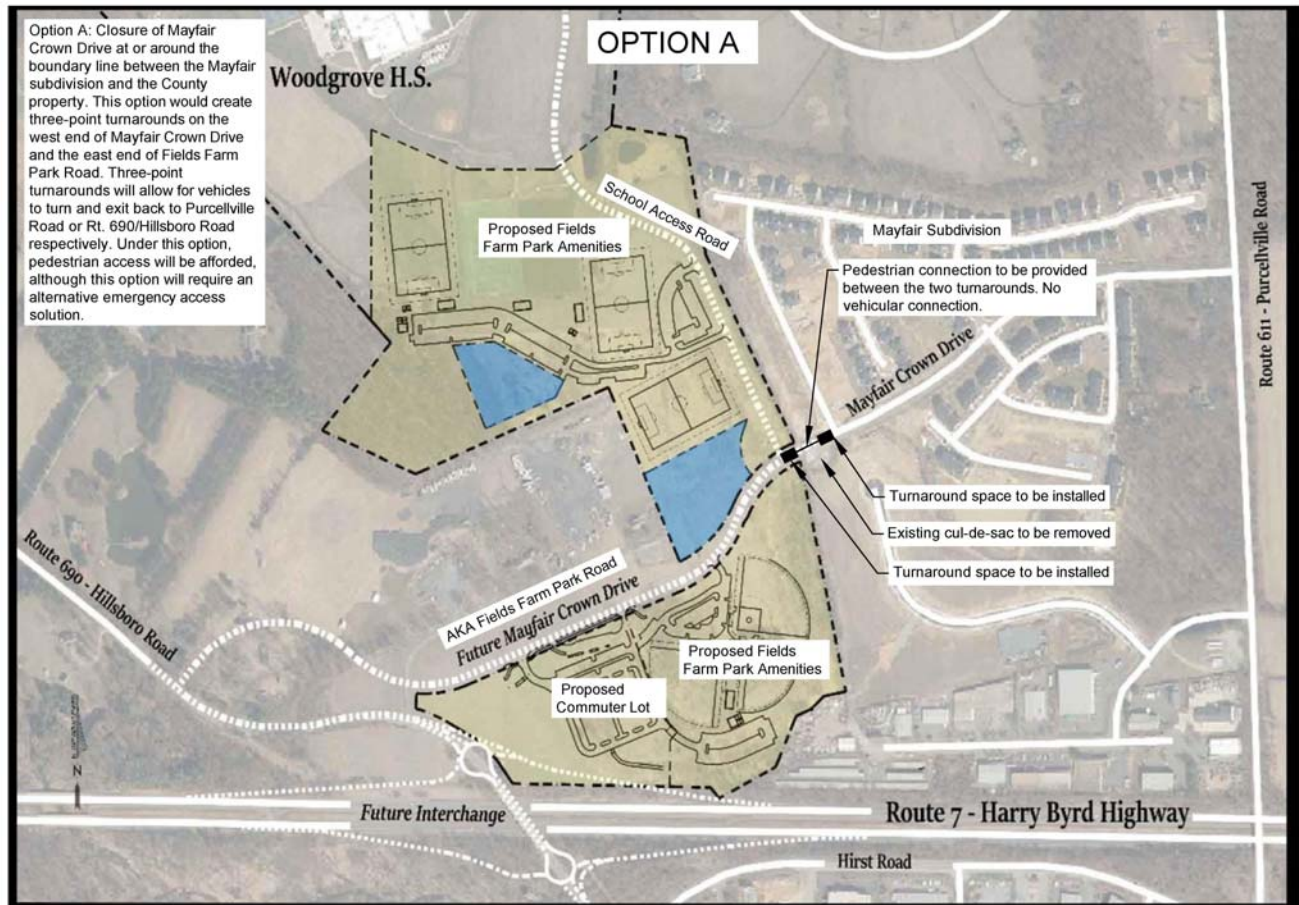 Option A: Closure of Mayfair
Crown Drive at or around the
boundary line between the Mayfair
subdivision and the County
property. This option would create
three-point turnarounds on the
west end of Mayfair Crown Drive
and the east end of Fields Farm
Park Road. Three-point
turnarounds will allow for vehicles
to turn and exit back to Purcellville
Road or Rt. 690/Hillsboro Road
respectively. Under this option,
pedestrian access will be afforded,
although this option will require an
alternative emergency access
solution.
OPTION A
Woodgrove H.S.
School Access Road
Proposed Fields
Farm Park Amenities
Mayfair Subdivision
Pedestrian connection to be provided
between the two turnarounds. No
vehicular connection.
Mayfair Crown Drive
Route 611 - Purcellville Road
Turnaround space to be installed
Existing cul-de-sac to be removed
Turnaround space to be installed
Route 690 - Hillsboro Road
AKA Fields Farm Park Road
Future Mayfair Crown Drive
Proposed Fields
Farm Park Amenities
Proposed
Commuter Lot
N
Future Interchange
Route 7 - Harry Byrd Highway
Hirst Road